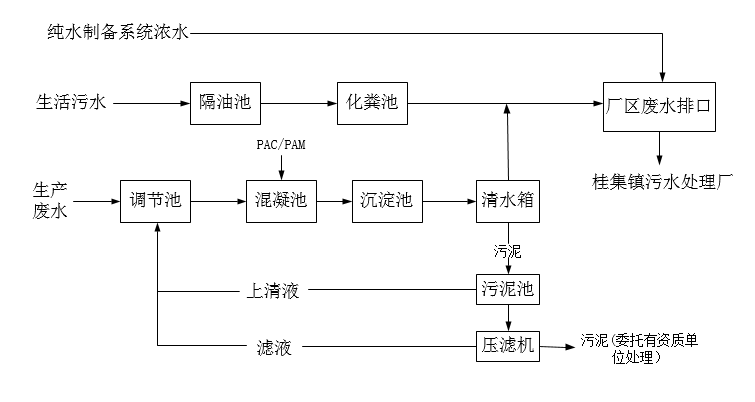 纯水制备系统浓水
生活污水
隔油池
化粪池
厂区废水排口
PAC/PAM
桂集镇污水处理厂
生产
废水
调节池
混凝池
沉淀池
清水箱
污泥
上清液
污泥池
滤液
压滤机
污泥(委托有资质单
位处理）